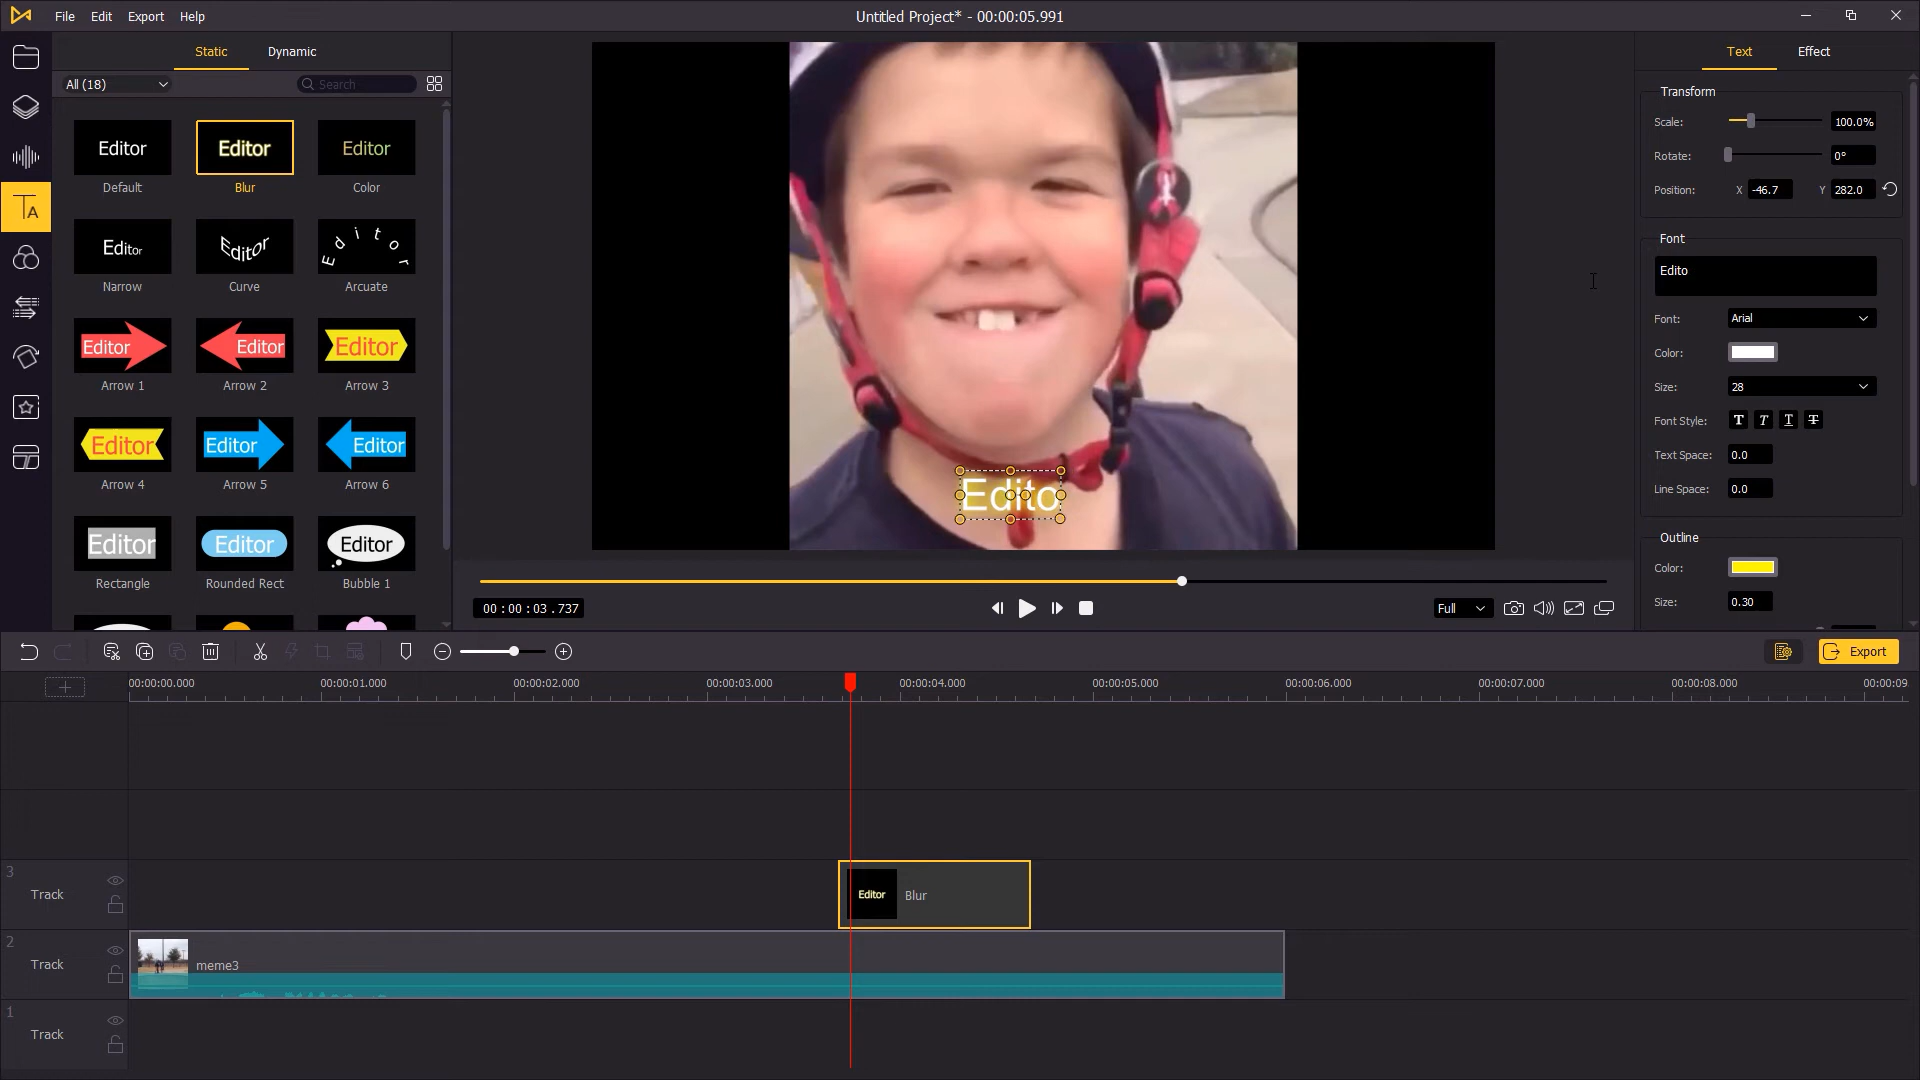 File Edit Export Help
Untitled Project* - 00:00:05.991
Static Dynamic
All (18) Search
Editor Editor Editor
Default Blur Color
Editor Editor Editor
Narrow Curve Arcuate
Editor Editor Editor
Arrow 1 Arrow 2 Arrow 3
Editor Editor Editor
Arrow 4 Arrow 5 Arrow 6
Editor Editor Editor
Rectangle Rounded Rect Bubble 1
Edito
00 : 00 : 03 . 737
Full
Text Effect
Transform
Scale: 100.0%
Rotate: 0°
Position: X -46.7 Y 282.0
Font
Edito
Font: Arial
Color:
Size: 28
Font Style: T T T T
Text Space: 0.0
Line Space: 0.0
Outline
Color:
Size: 0.30
Export
00:00:00.000 00:00:01.000 00:00:02.000 00:00:03.000 00:00:04.000 00:00:05.000 00:00:06.000 00:00:07.000 00:00:08.000 00:00:09
3
Track
Editor Blur
2
Track
meme3
1
Track